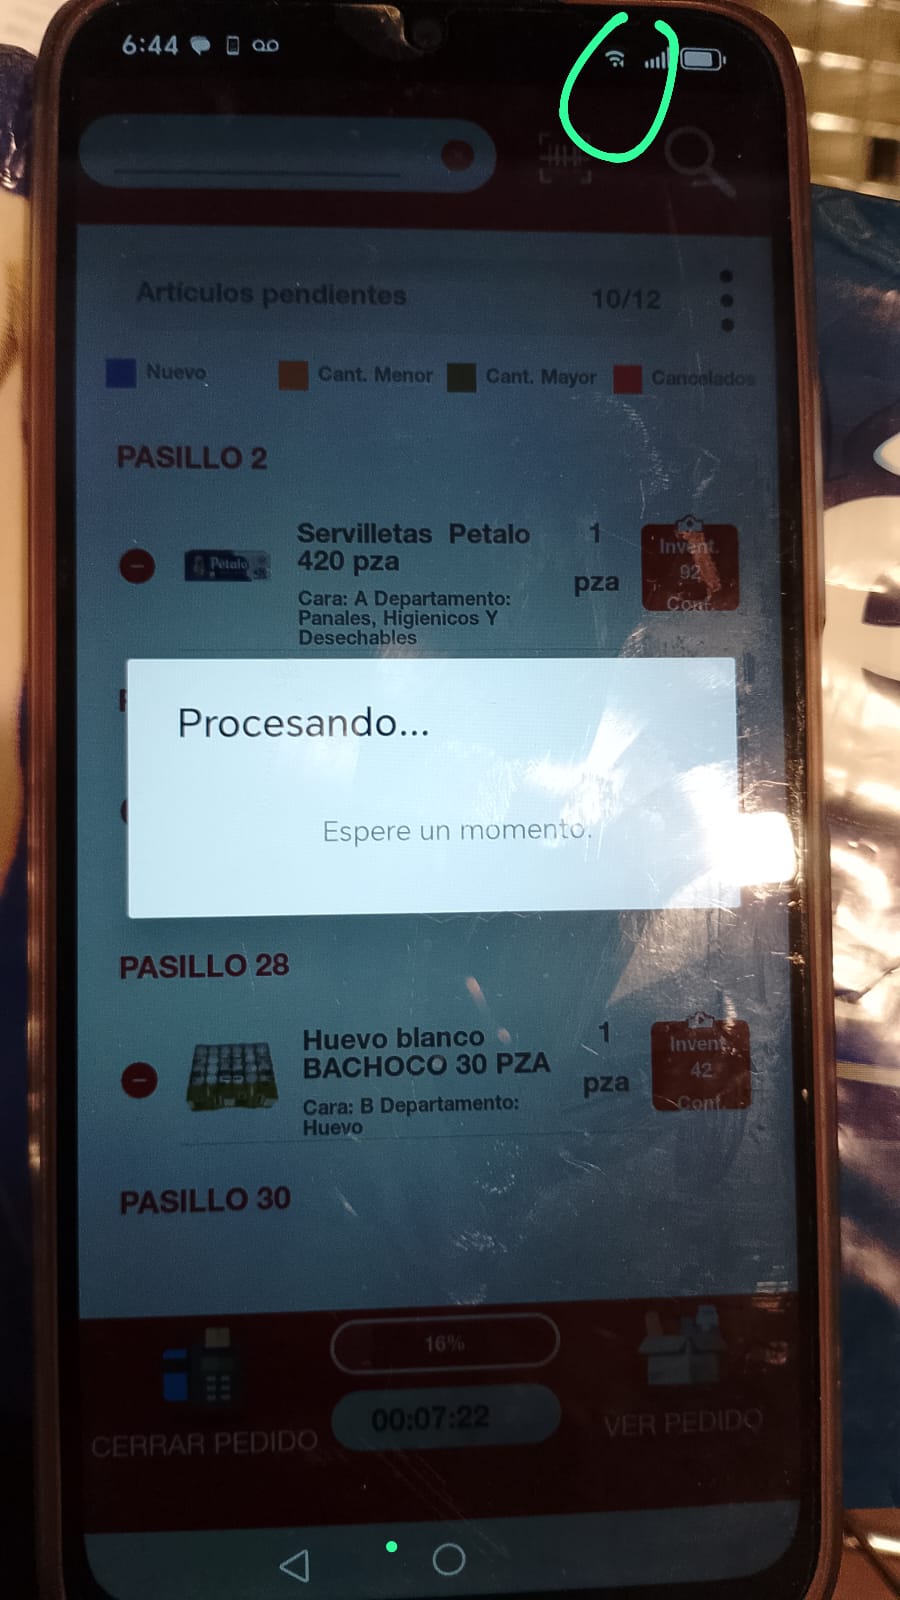 6:44
Artículos pendientes 10/12
Nuevo Cant. Menor Cant. Mayor Cancelados
PASILLO 2
Servilletas Petalo
420 pza
Cara: A Departamento:
Panales, Higienicos Y
Desechables
1
pza
Invent.
92
Conf.
Petalo
Procesando...
Espere un momento.
PASILLO 28
Huevo blanco
BACHOCO 30 PZA
Cara: B Departamento:
Huevo
1
pza
Invent.
42
Conf.
PASILLO 30
16%
00:07:22
CERRAR PEDIDO
VER PEDIDO